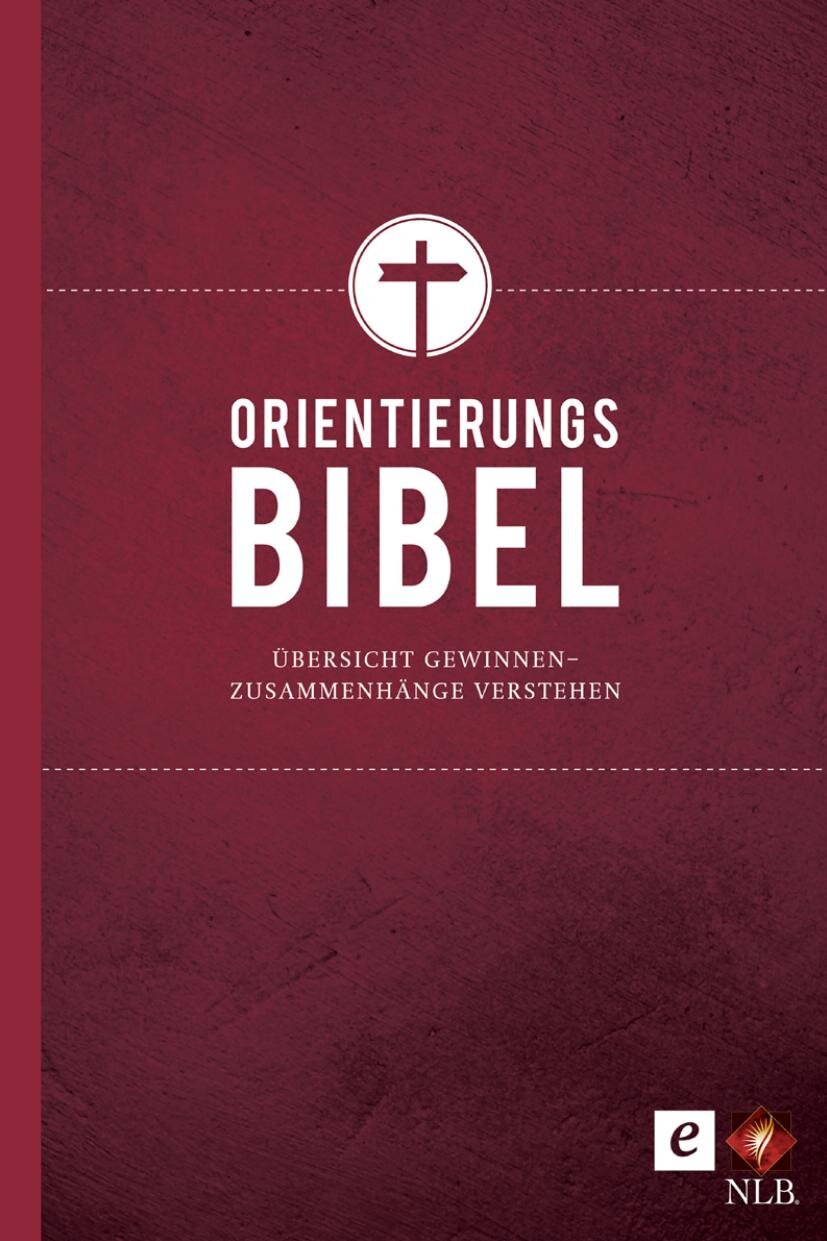 ORIENTIERUNGS
BIBEL
ÜBERSICHT GEWINNEN–
ZUSAMMENHÄNGE VERSTEHEN
e
NLB®